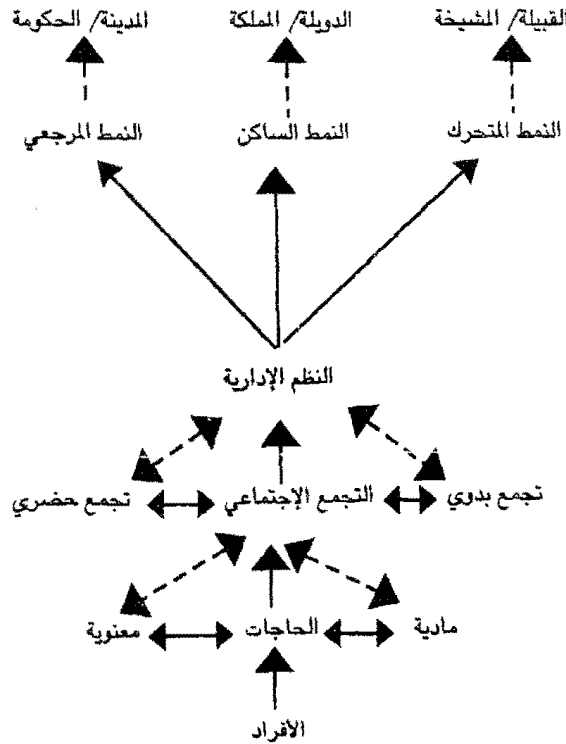 القبيلة/ المشيخة الدويلة/ المملكة المدينة/ الحكومة
النمط المتحرك النمط الساكن النمط المرجعي
النظم الإدارية
تجمع بدوي التجمع الإجتماعي تجمع حضري
مادية الحاجات معنوية
الأفراد